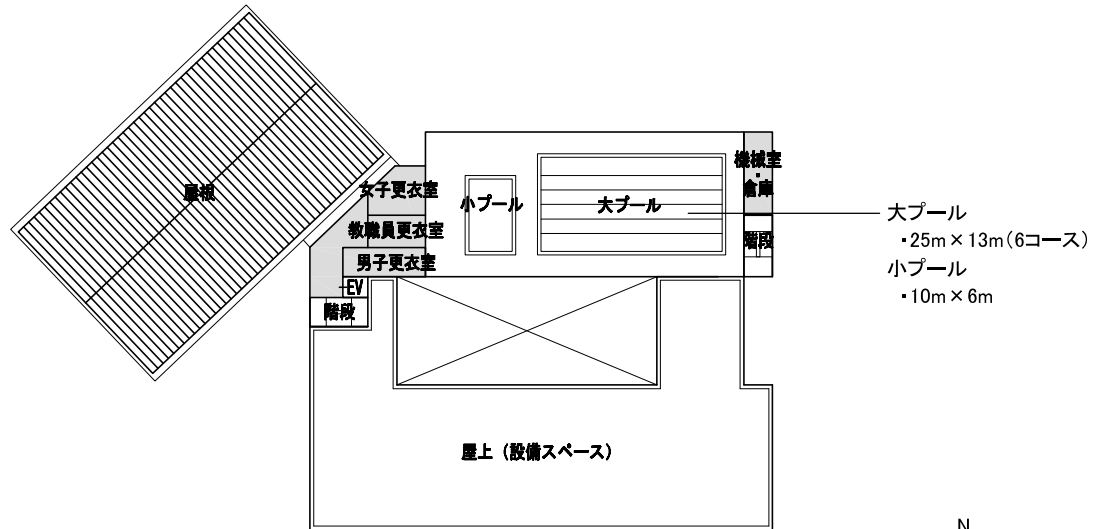 屋根
女子更衣室
教職員更衣室
男子更衣室
EV
階段
小プール
大プール
機械室
・
倉庫
階段
大プール
・25m×13m(6コース)
小プール
・10m×6m
屋上(設備スペース)
N